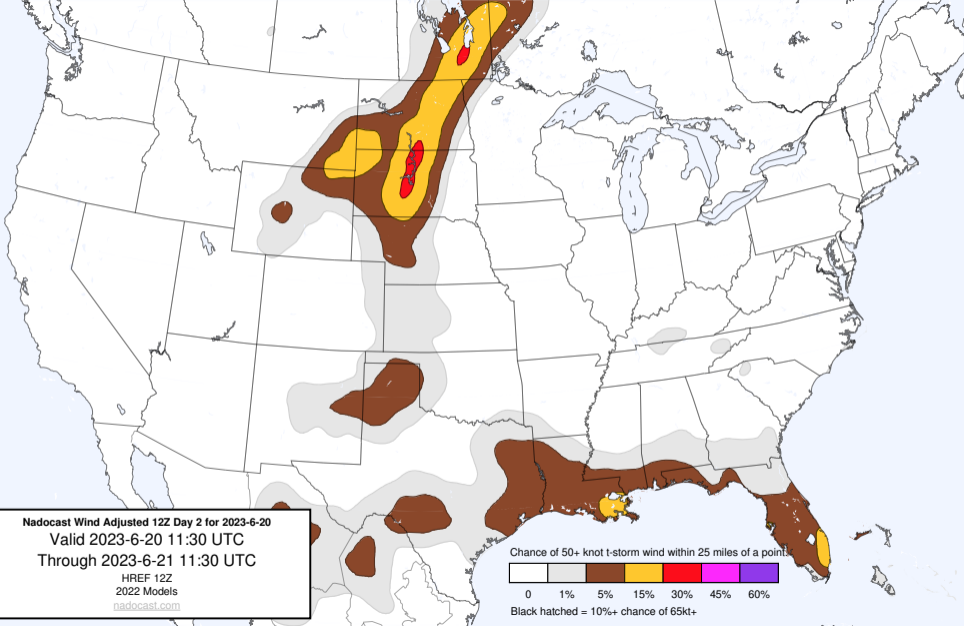 Nadocast Wind Adjusted 12Z Day 2 for 2023-6-20
Valid 2023-6-20 11:30 UTC
Through 2023-6-21 11:30 UTC
HREF 12Z
2022 Models
nadocast.com
Chance of 50+ knot t-storm wind within 25 miles of a point.
0 1% 5% 15% 30% 45% 60%
Black hatched = 10%+ chance of 65kt+